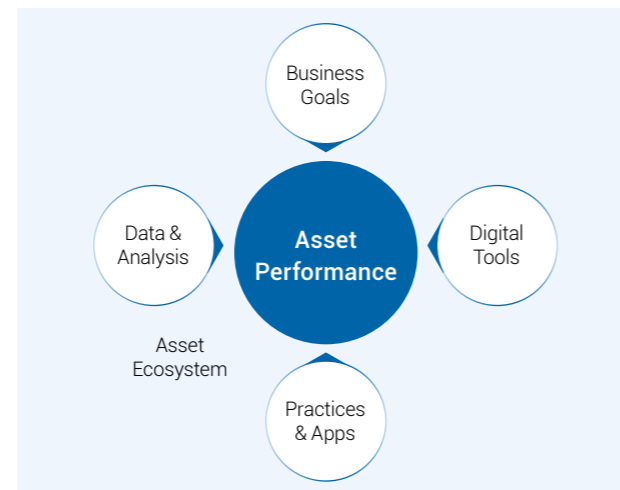 Business
Goals
Data &
Analysis
Asset
Performance
Digital
Tools
Asset
Ecosystem
Practices
& Apps